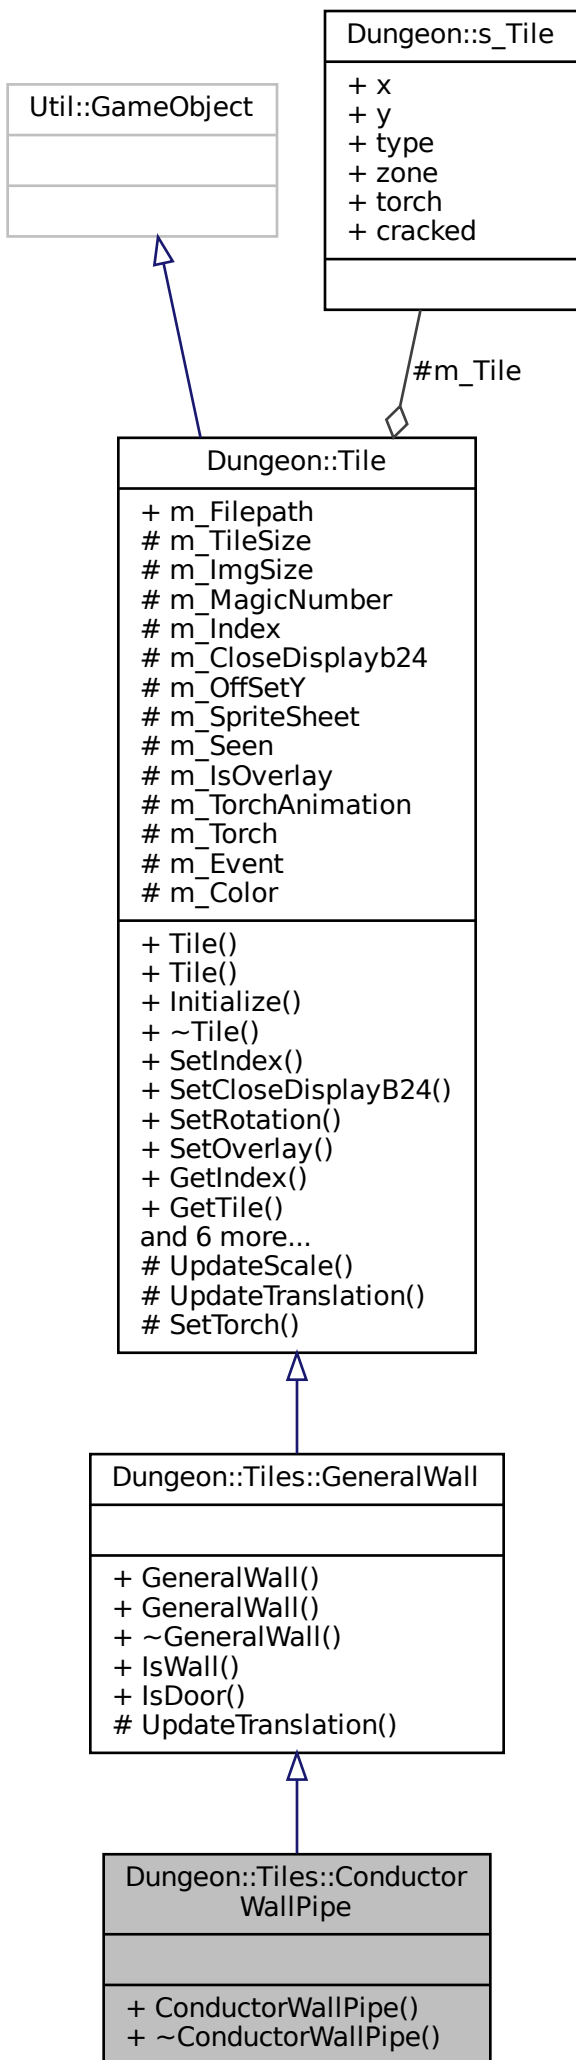 Dungeon::s_Tile
+ x
+ y
+ type
+ zone
+ torch
+ cracked
Util::GameObject
#m_Tile
Dungeon::Tile
+ m_Filepath
# m_TileSize
# m_ImgSize
# m_MagicNumber
# m_Index
# m_CloseDisplayb24
# m_OffSetY
# m_SpriteSheet
# m_Seen
# m_IsOverlay
# m_TorchAnimation
# m_Torch
# m_Event
# m_Color
+ Tile()
+ Tile()
+ Initialize()
+ ~Tile()
+ SetIndex()
+ SetCloseDisplayB24()
+ SetRotation()
+ SetOverlay()
+ GetIndex()
+ GetTile()
and 6 more...
# UpdateScale()
# UpdateTranslation()
# SetTorch()
Dungeon::Tiles::GeneralWall
+ GeneralWall()
+ GeneralWall()
+ ~GeneralWall()
+ IsWall()
+ IsDoor()
# UpdateTranslation()
Dungeon::Tiles::Conductor
WallPipe
+ ConductorWallPipe()
+ ~ConductorWallPipe()